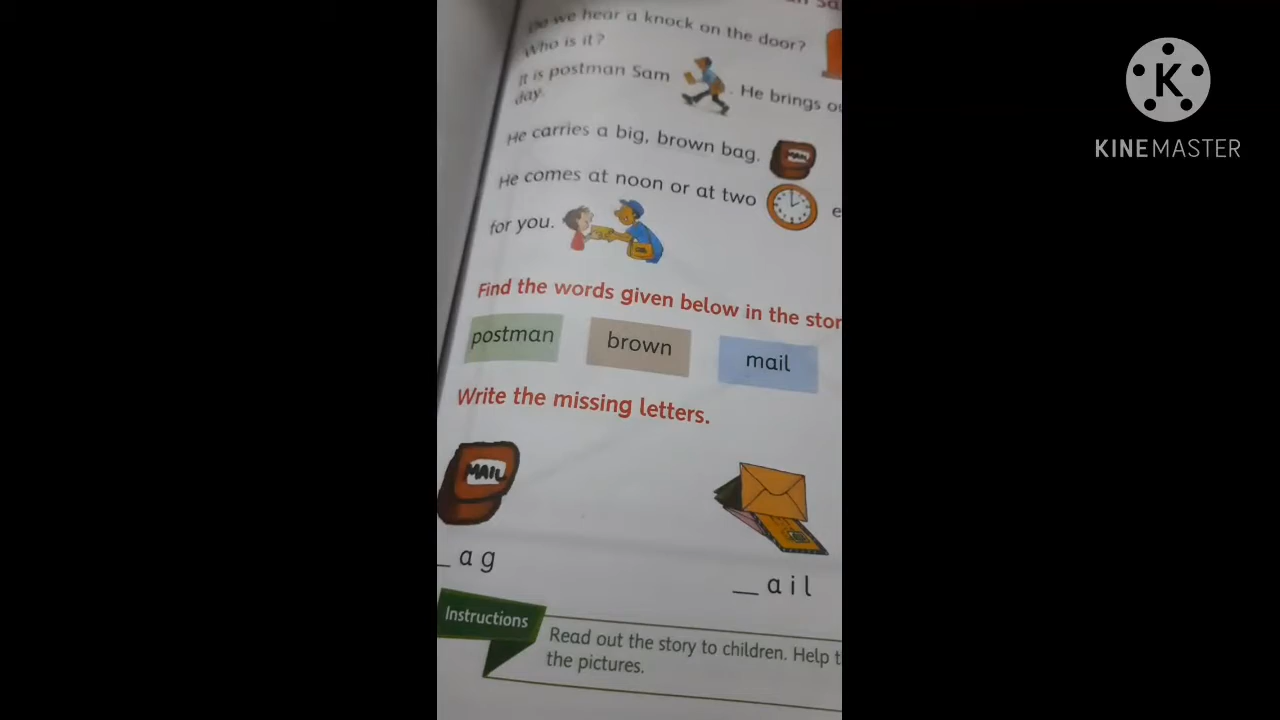 we hear a knock on the door?
Who is it?
It is postman Sam . He brings
day.
He carries a big, brown bag.
MAIL
He comes at noon or at two
for you.
Find the words given below in the
postman brown mail
Write the missing letters.
MAIL
_ a g
_ a i l
Instructions
Read out the story to children. Help
the pictures.
K
KINEMASTER